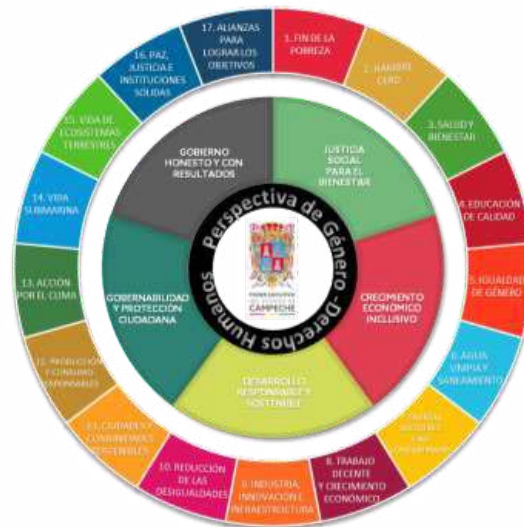 17. ALIANZAS
PARA
LOGRAR LOS
OBJETIVOS
1. FIN DE LA
POBREZA
2. HAMBRE
CERO
3. SALUD Y
BIENESTAR
4. EDUCACIÓN
DE CALIDAD
5. IGUALDAD
DE GÉNERO
6. AGUA
LIMPIA Y
SANEAMIENTO
8. TRABAJO
DECENTE
Y CRECIMIENTO
ECONÓMICO
9. INDUSTRIA,
INNOVACIÓN E
INFRAESTRUCTURA
10. REDUCCIÓN
DE LAS
DESIGUALDADES
11. CIUDADES Y
COMUNIDADES
SOSTENIBLES
12. PRODUCCIÓN
Y CONSUMO
RESPONSABLES
13. ACCIÓN
POR EL CLIMA
14. VIDA
SUBMARINA
15. VIDA DE
ECOSISTEMAS
TERRESTRES
16. PAZ,
JUSTICIA E
INSTITUCIONES
SOLIDAS
GOBIERNO
HONESTO Y CON
RESULTADOS
JUSTICIA
SOCIAL
PARA EL
BIENESTAR
CRECIMIENTO
ECONÓMICO
INCLUSIVO
DESARROLLO
RESPONSABLE Y
SOSTENIBLE
GOBERNABILIDAD
Y PROTECCIÓN
CIUDADANA
Perspectiva de Género-Derechos Humanos
PODER EJECUTIVO
CAMPECHE